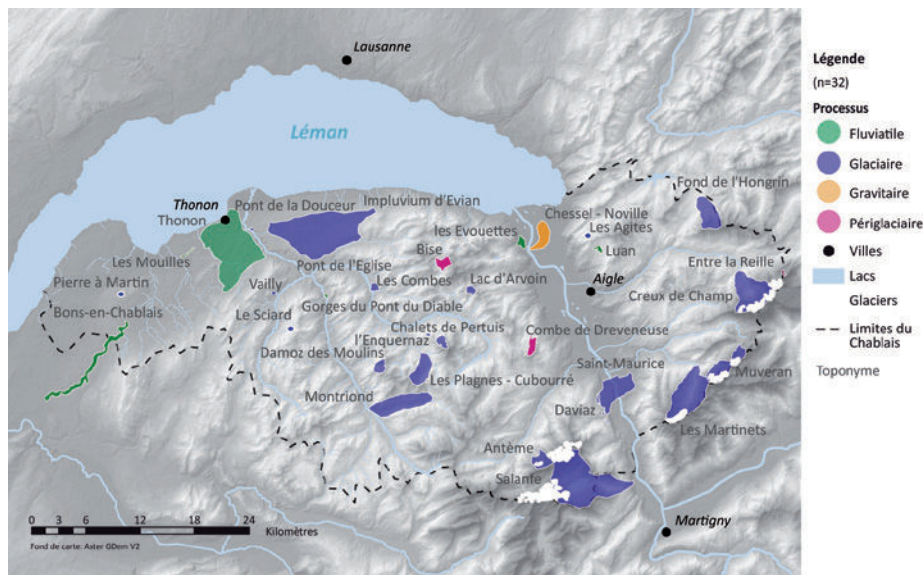 Lausanne
Léman
Thonon
Thonon
Pont de la Douceur
Impluvium d'Evian
Fond de l'Hongrin
Chessel - Noville
les Evouettes
Les Agites
Luan
Les Mouilles
Pont de l'Eglise
Bise
Entre la Reille
Pierre à Martin
Vailly
Les Combes
Lac d'Arvoin
Aigle
Creux de Champ
Bons-en-Chablais
Le Sciard
Gorges du Pont du Diable
Chalets de Pertuis
Combe de Dreveneuse
l'Enquernaz
Damoz des Moulins
Saint-Maurice
Muveran
Les Plagnes - Cubourré
Montriond
Daviaz
Les Martinets
Antème
Salanfe
Martigny
0 3 6 12 18 24
Kilomètres
Fond de carte: Aster GDem V2
Légende
(n=32)
Processus
Fluviatile
Glaciaire
Gravitaire
Périglaciaire
Villes
Lacs
Glaciers
Limites du
Chablais
Toponyme